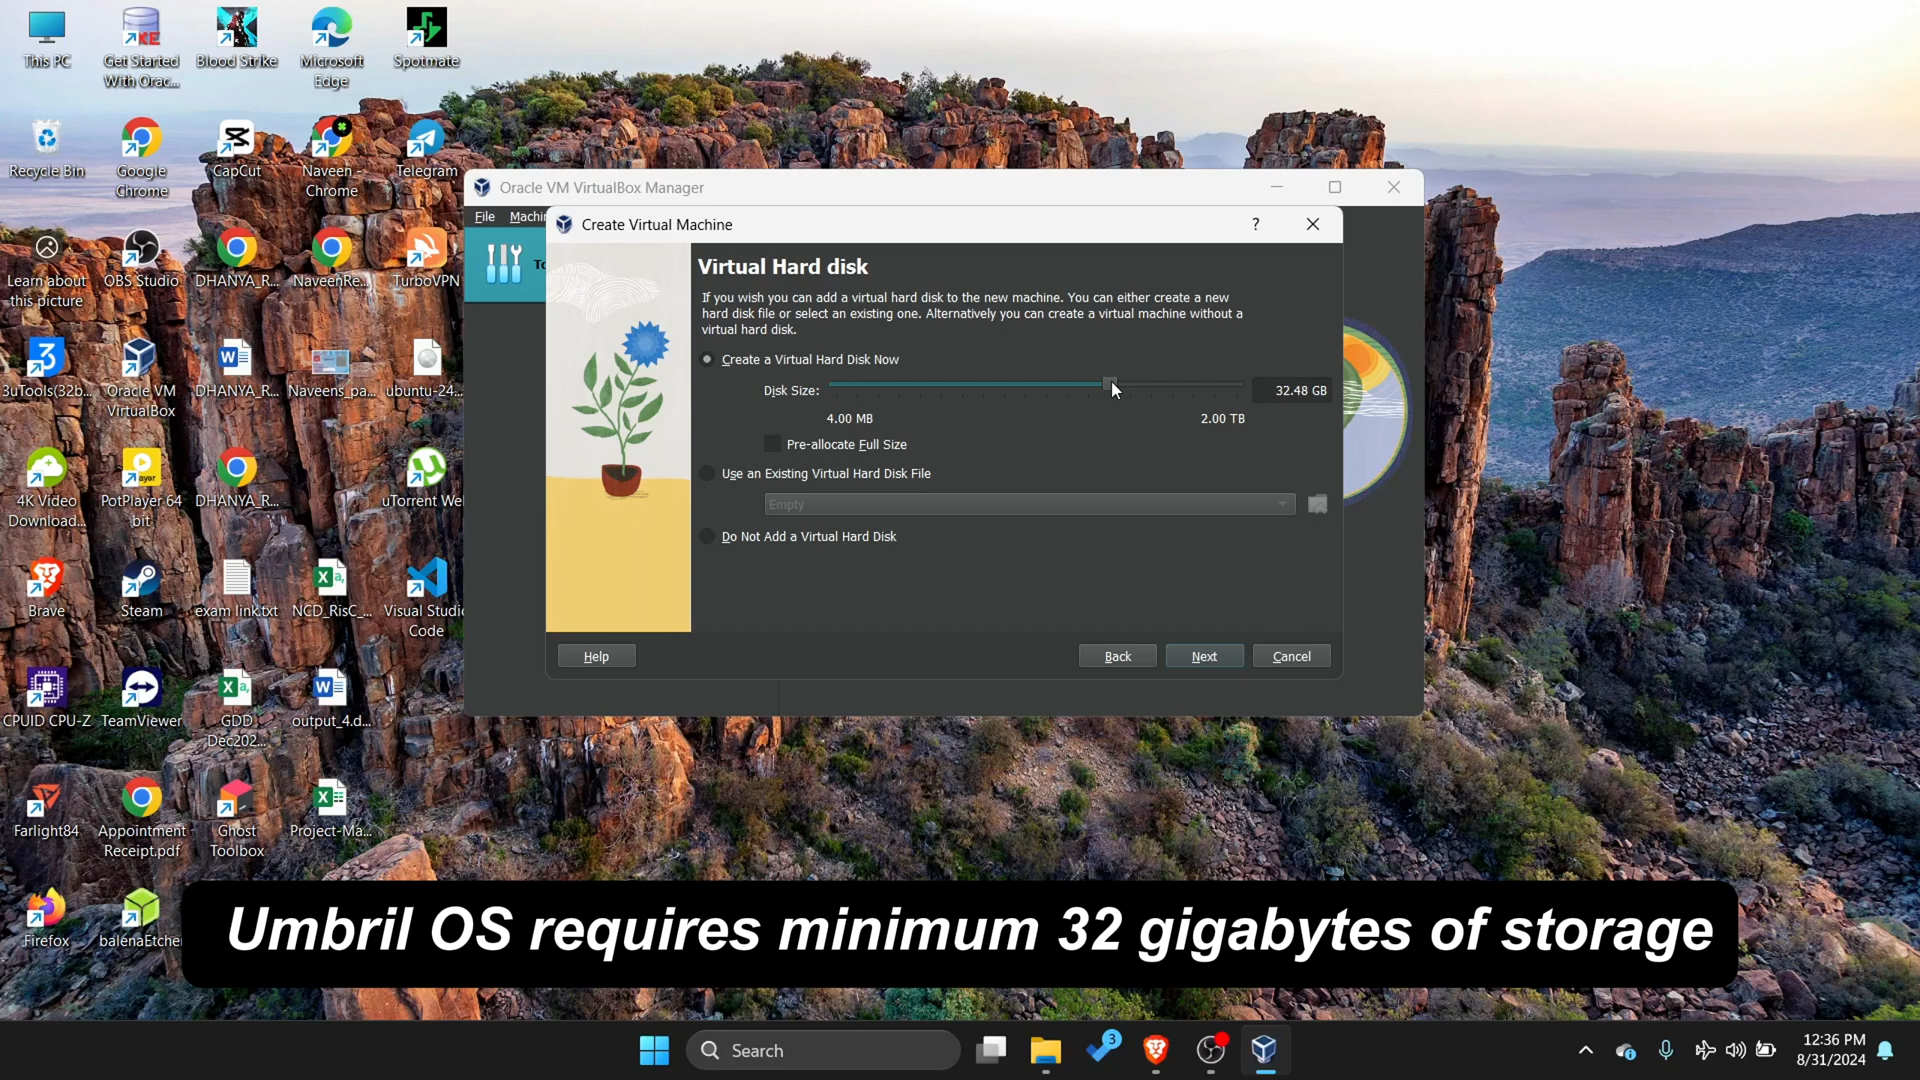 This PC
Get Started
With Orac...
Blood Strike
Microsoft
Edge
Spotmate
Recycle Bin
Google
Chrome
CapCut
Naveen -
Chrome
Telegram
Learn about
this picture
OBS Studio
DHANYA_R...
NaveenRe...
TurboVPN
3uTools(32b...
Oracle VM
VirtualBox
DHANYA_R...
Naveens_pa...
ubuntu-24...
4K Video
Download...
PotPlayer 64
bit
DHANYA_R...
uTorrent We
Brave
Steam
exam link.txt
NCD_RisC_...
Visual Studi
Code
CPUID CPU-Z
TeamViewer
GDD_
Dec202...
output_4.d...
Farlight84
Appointment
Receipt.pdf
Ghost
Toolbox
Project-Ma...
Firefox
balenaEtche
Oracle VM VirtualBox Manager
File Machin
To
Create Virtual Machine
?
Virtual Hard disk
If you wish you can add a virtual hard disk to the new machine. You can either create a new
hard disk file or select an existing one. Alternatively you can create a virtual machine without a
virtual hard disk.
Create a Virtual Hard Disk Now
Disk Size:
32.48 GB
4.00 MB
2.00 TB
Pre-allocate Full Size
Use an Existing Virtual Hard Disk File
Empty
Do Not Add a Virtual Hard Disk
Help
Back
Next
Cancel
Umbril OS requires minimum 32 gigabytes of storage
Search
3
12:36 PM
8/31/2024